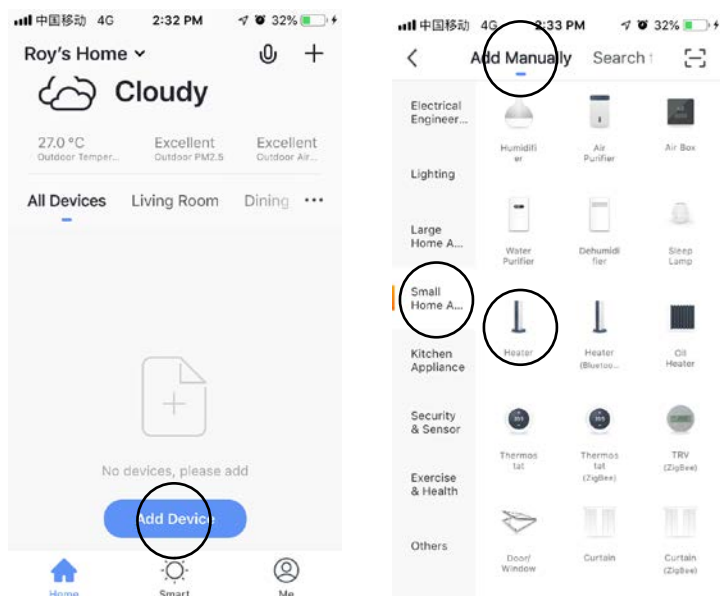 中国移动 4G 2:32 PM 32%
Roy's Home
Cloudy
27.0 °C Excellent Excellent
Outdoor Temper... Outdoor PM2.5 Outdoor Air...
All Devices Living Room Dining
No devices, please add
Add Device
Home Smart Me
中国移动 4G 2:33 PM 32%
Add Manually Search
Electrical
Engineer...
Lighting
Large
Home A...
Small
Home A...
Kitchen
Appliance
Security
& Sensor
Exercise
& Health
Others
Humidifi
er
Air
Purifier
Air Box
Water
Purifier
Dehumidi
fier
Sleep
Lamp
Heater
Heater
(Bluetoo...
Oil
Heater
Thermos
tat
Thermos
tat
(ZigBee)
TRV
(ZigBee)
Door/
Window
Curtain
Curtain
(ZigBee)